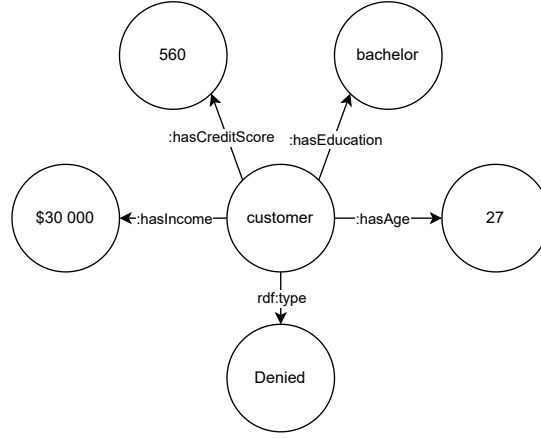 560
bachelor
:hasCreditScore
:hasEducation
$30 000
:hasIncome
customer
:hasAge
27
rdf:type
Denied